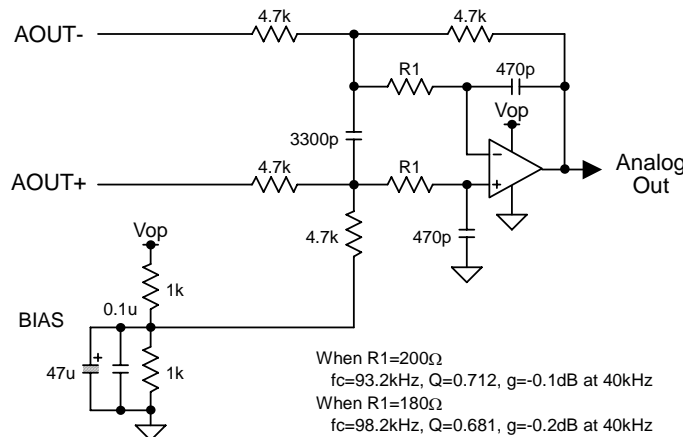 4.7k
4.7k
AOUT-
R1
470p
Vop
3300p
4.7k
R1
Analog
Out
AOUT+
4.7k
470p
Vop
1k
0.1u
BIAS
47u
+
1k
−
+
When R1=200Ω
fc=93.2kHz, Q=0.712, g=-0.1dB at 40kHz
When R1=180Ω
fc=98.2kHz, Q=0.681, g=-0.2dB at 40kHz